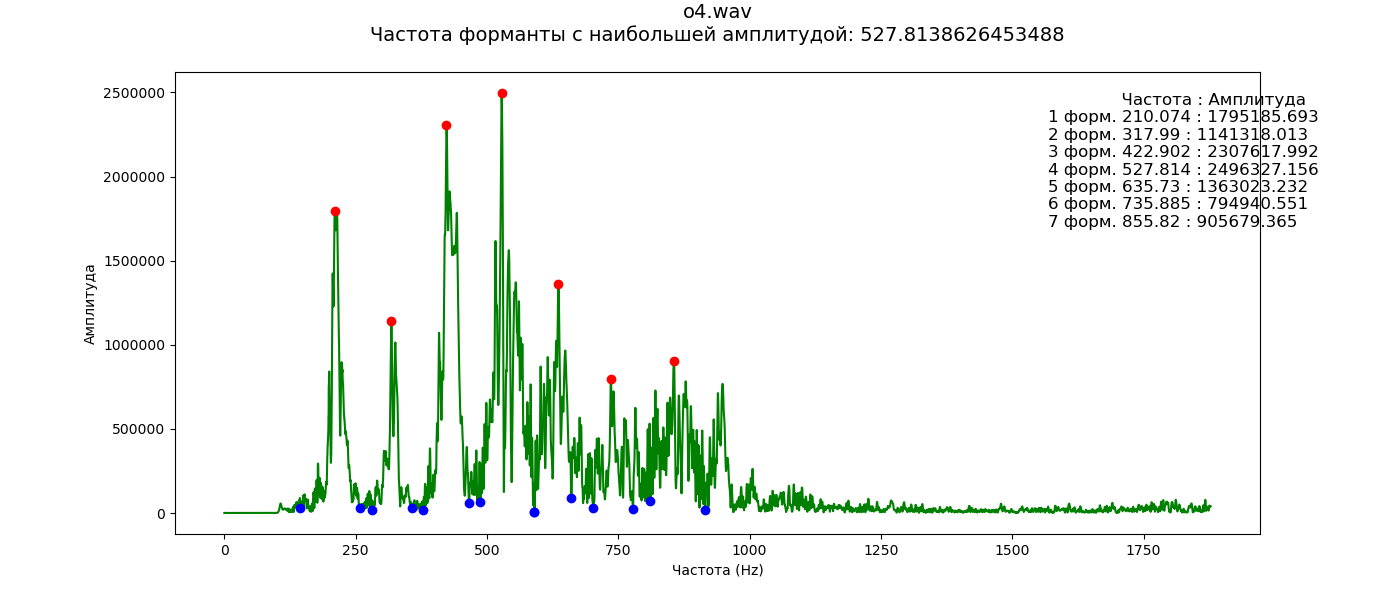 o4.wav
Частота форманты с наибольшей амплитудой: 527.8138626453488
Частота : Амплитуда
1 форм. 210.074 : 1795185.693
2 форм. 317.99 : 1141318.013
3 форм. 422.902 : 2307617.992
4 форм. 527.814 : 2496327.156
5 форм. 635.73 : 1363023.232
6 форм. 735.885 : 794940.551
7 форм. 855.82 : 905679.365
2500000
2000000
1500000
1000000
500000
0
Амплитуда
0 250 500 750 1000 1250 1500 1750
Частота (Hz)